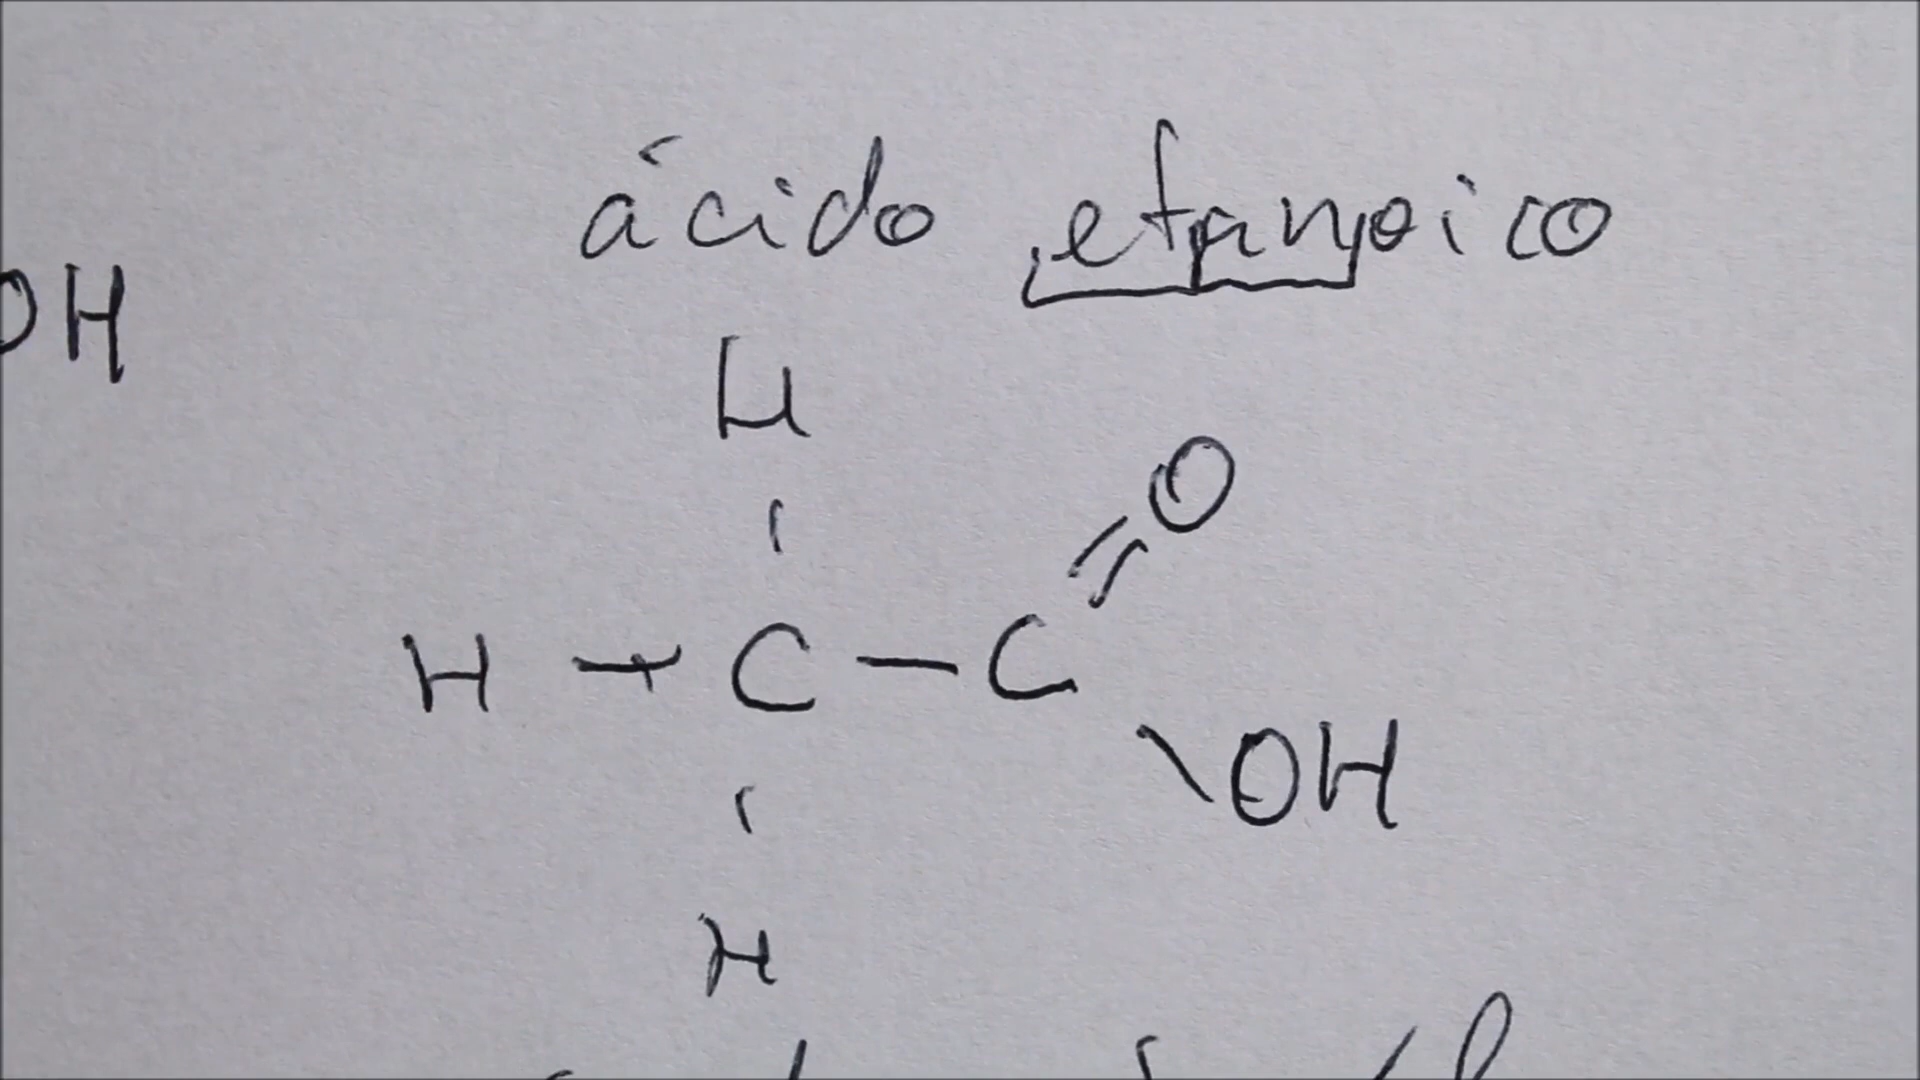 ácido etanoico
OH
H
O
H - C - C
OH
H